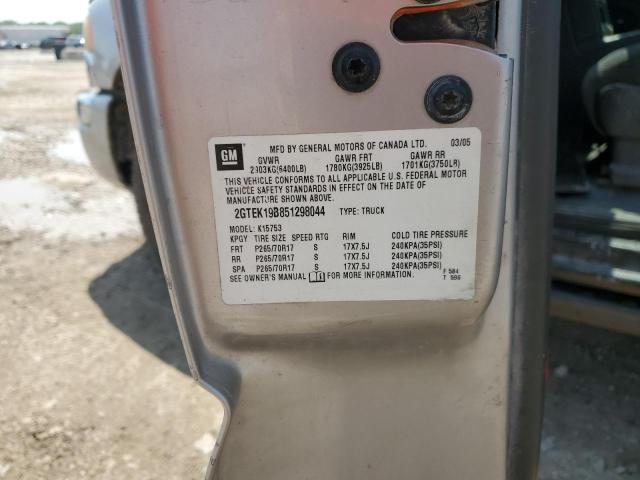 GM
MFD BY GENERAL MOTORS OF CANADA LTD. 03/05
GVWR GAWR FRT GAWR RR
2303KG(6400LB) 1780KG(3925LB) 1701KG(3750LB)
THIS VEHICLE CONFORMS TO ALL APPLICABLE U.S. FEDERAL MOTOR
VEHICLE SAFETY STANDARDS IN EFFECT ON THE DATE OF
MANUFACTURE SHOWN ABOVE.
2GTEK19B851298044 TYPE: TRUCK
MODEL: K15753
KPGY TIRE SIZE SPEED RTG RIM COLD TIRE PRESSURE
FRT P265/70R17 S 17X7.5J 240KPA(35PSI)
RR P265/70R17 S 17X7.5J 240KPA(35PSI)
SPA P265/70R17 S 17X7.5J 240KPA(35PSI)
SEE OWNER'S MANUAL FOR MORE INFORMATION.
F 584
T 596